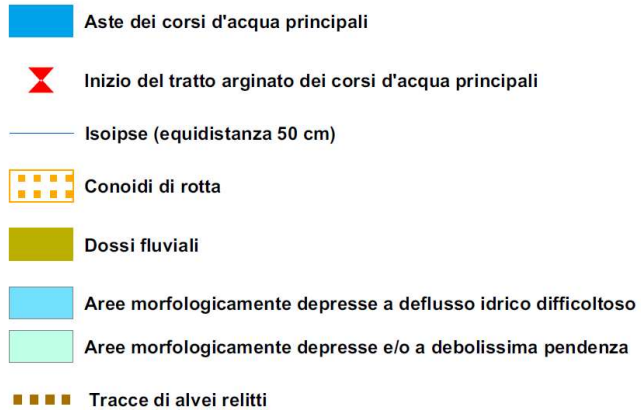 Aste dei corsi d'acqua principali
Inizio del tratto arginato dei corsi d'acqua principali
Isoipse (equidistanza 50 cm)
Conoidi di rotta
Dossi fluviali
Aree morfologicamente depresse a deflusso idrico difficoltoso
Aree morfologicamente depresse e/o a debolissima pendenza
Tracce di alvei relitti